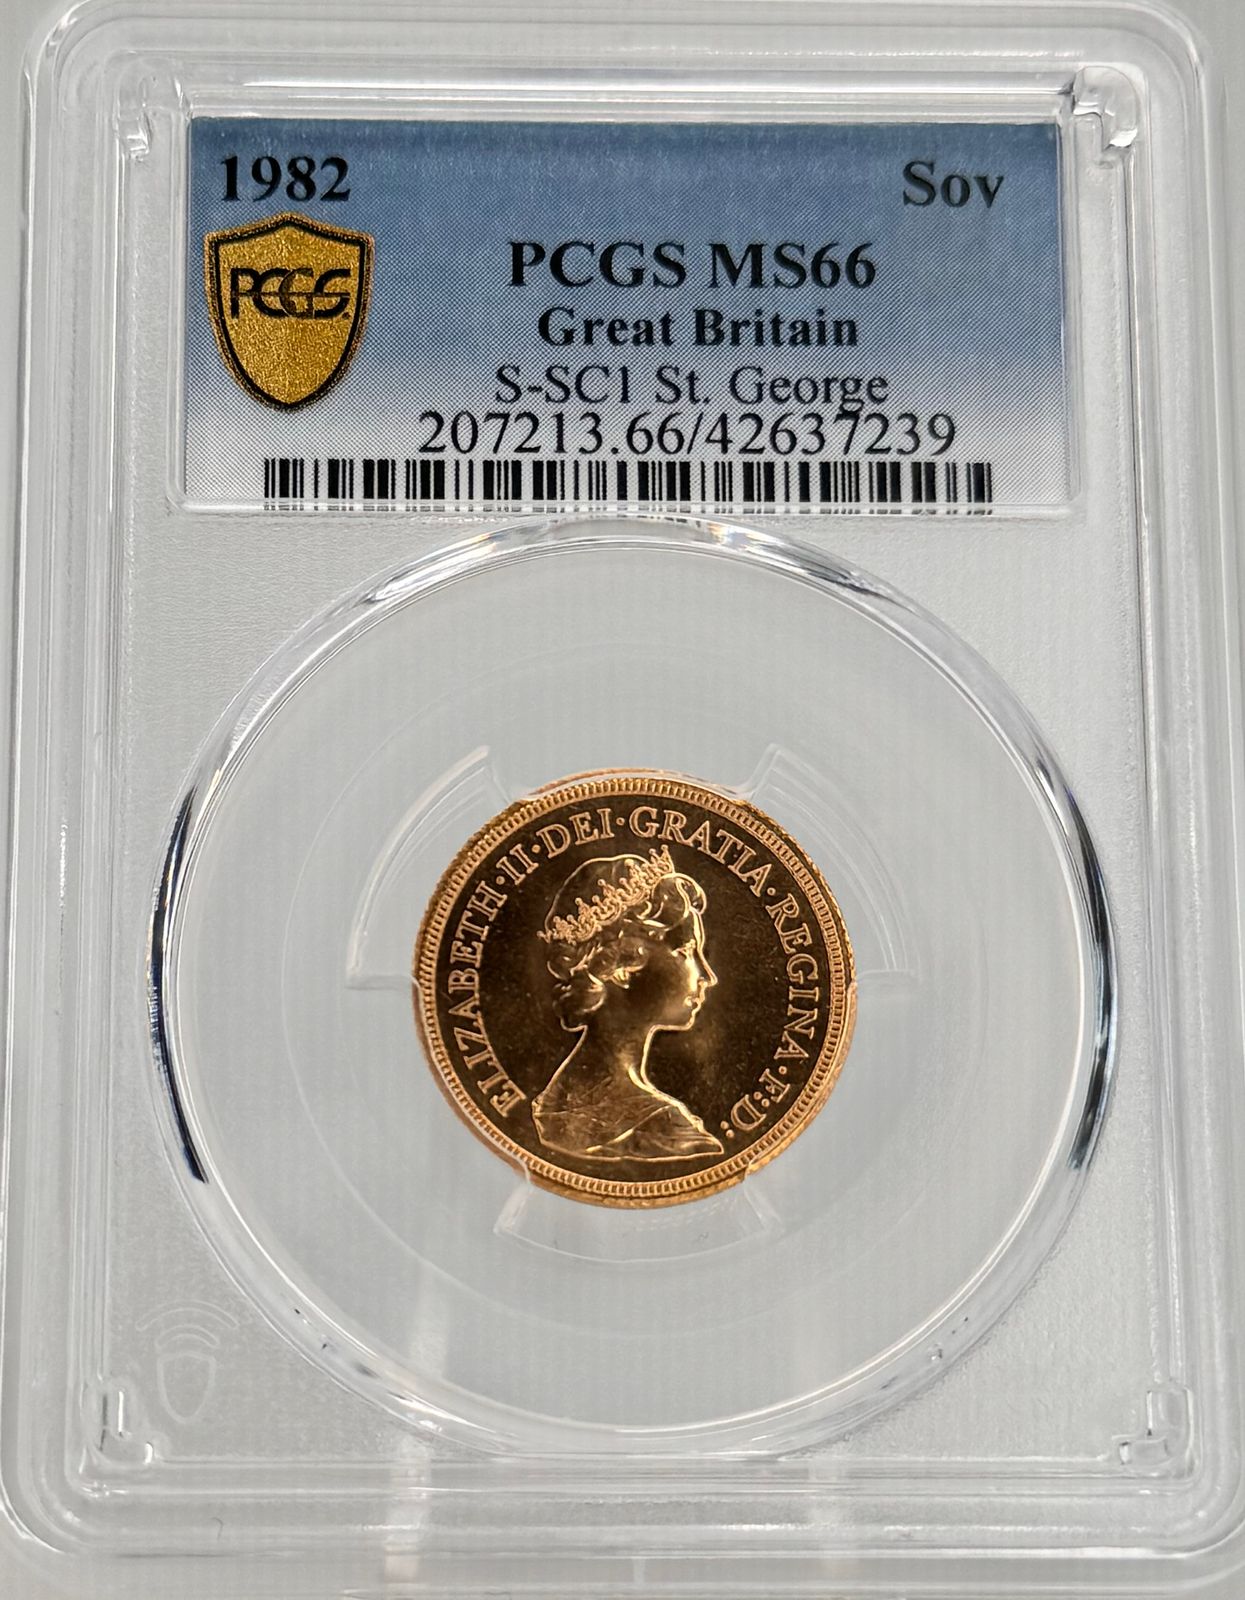 1982 Sov
PCGS
PCGS MS66
Great Britain
S-SC1 St. George
207213.66/42637239
ELIZABETH·II·DEI·GRATIA·REGINA·F:D: